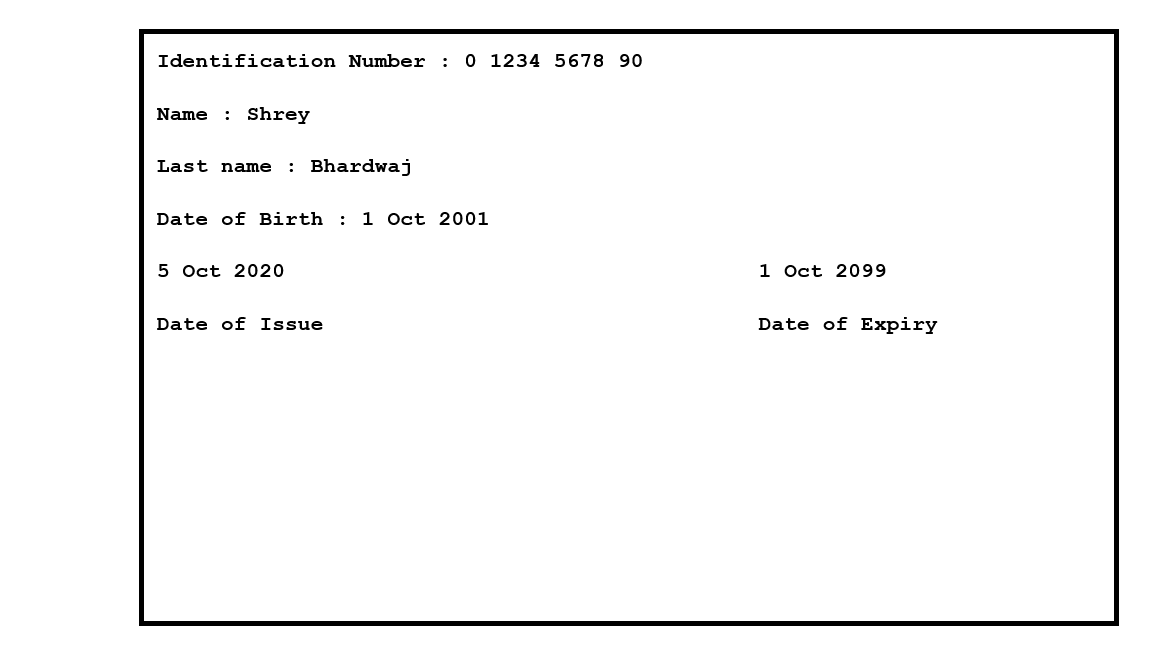 Identification Number : 0 1234 5678 90
Name : Shrey
Last name : Bhardwaj
Date of Birth : 1 Oct 2001
5 Oct 2020 1 Oct 2099
Date of Issue Date of Expiry